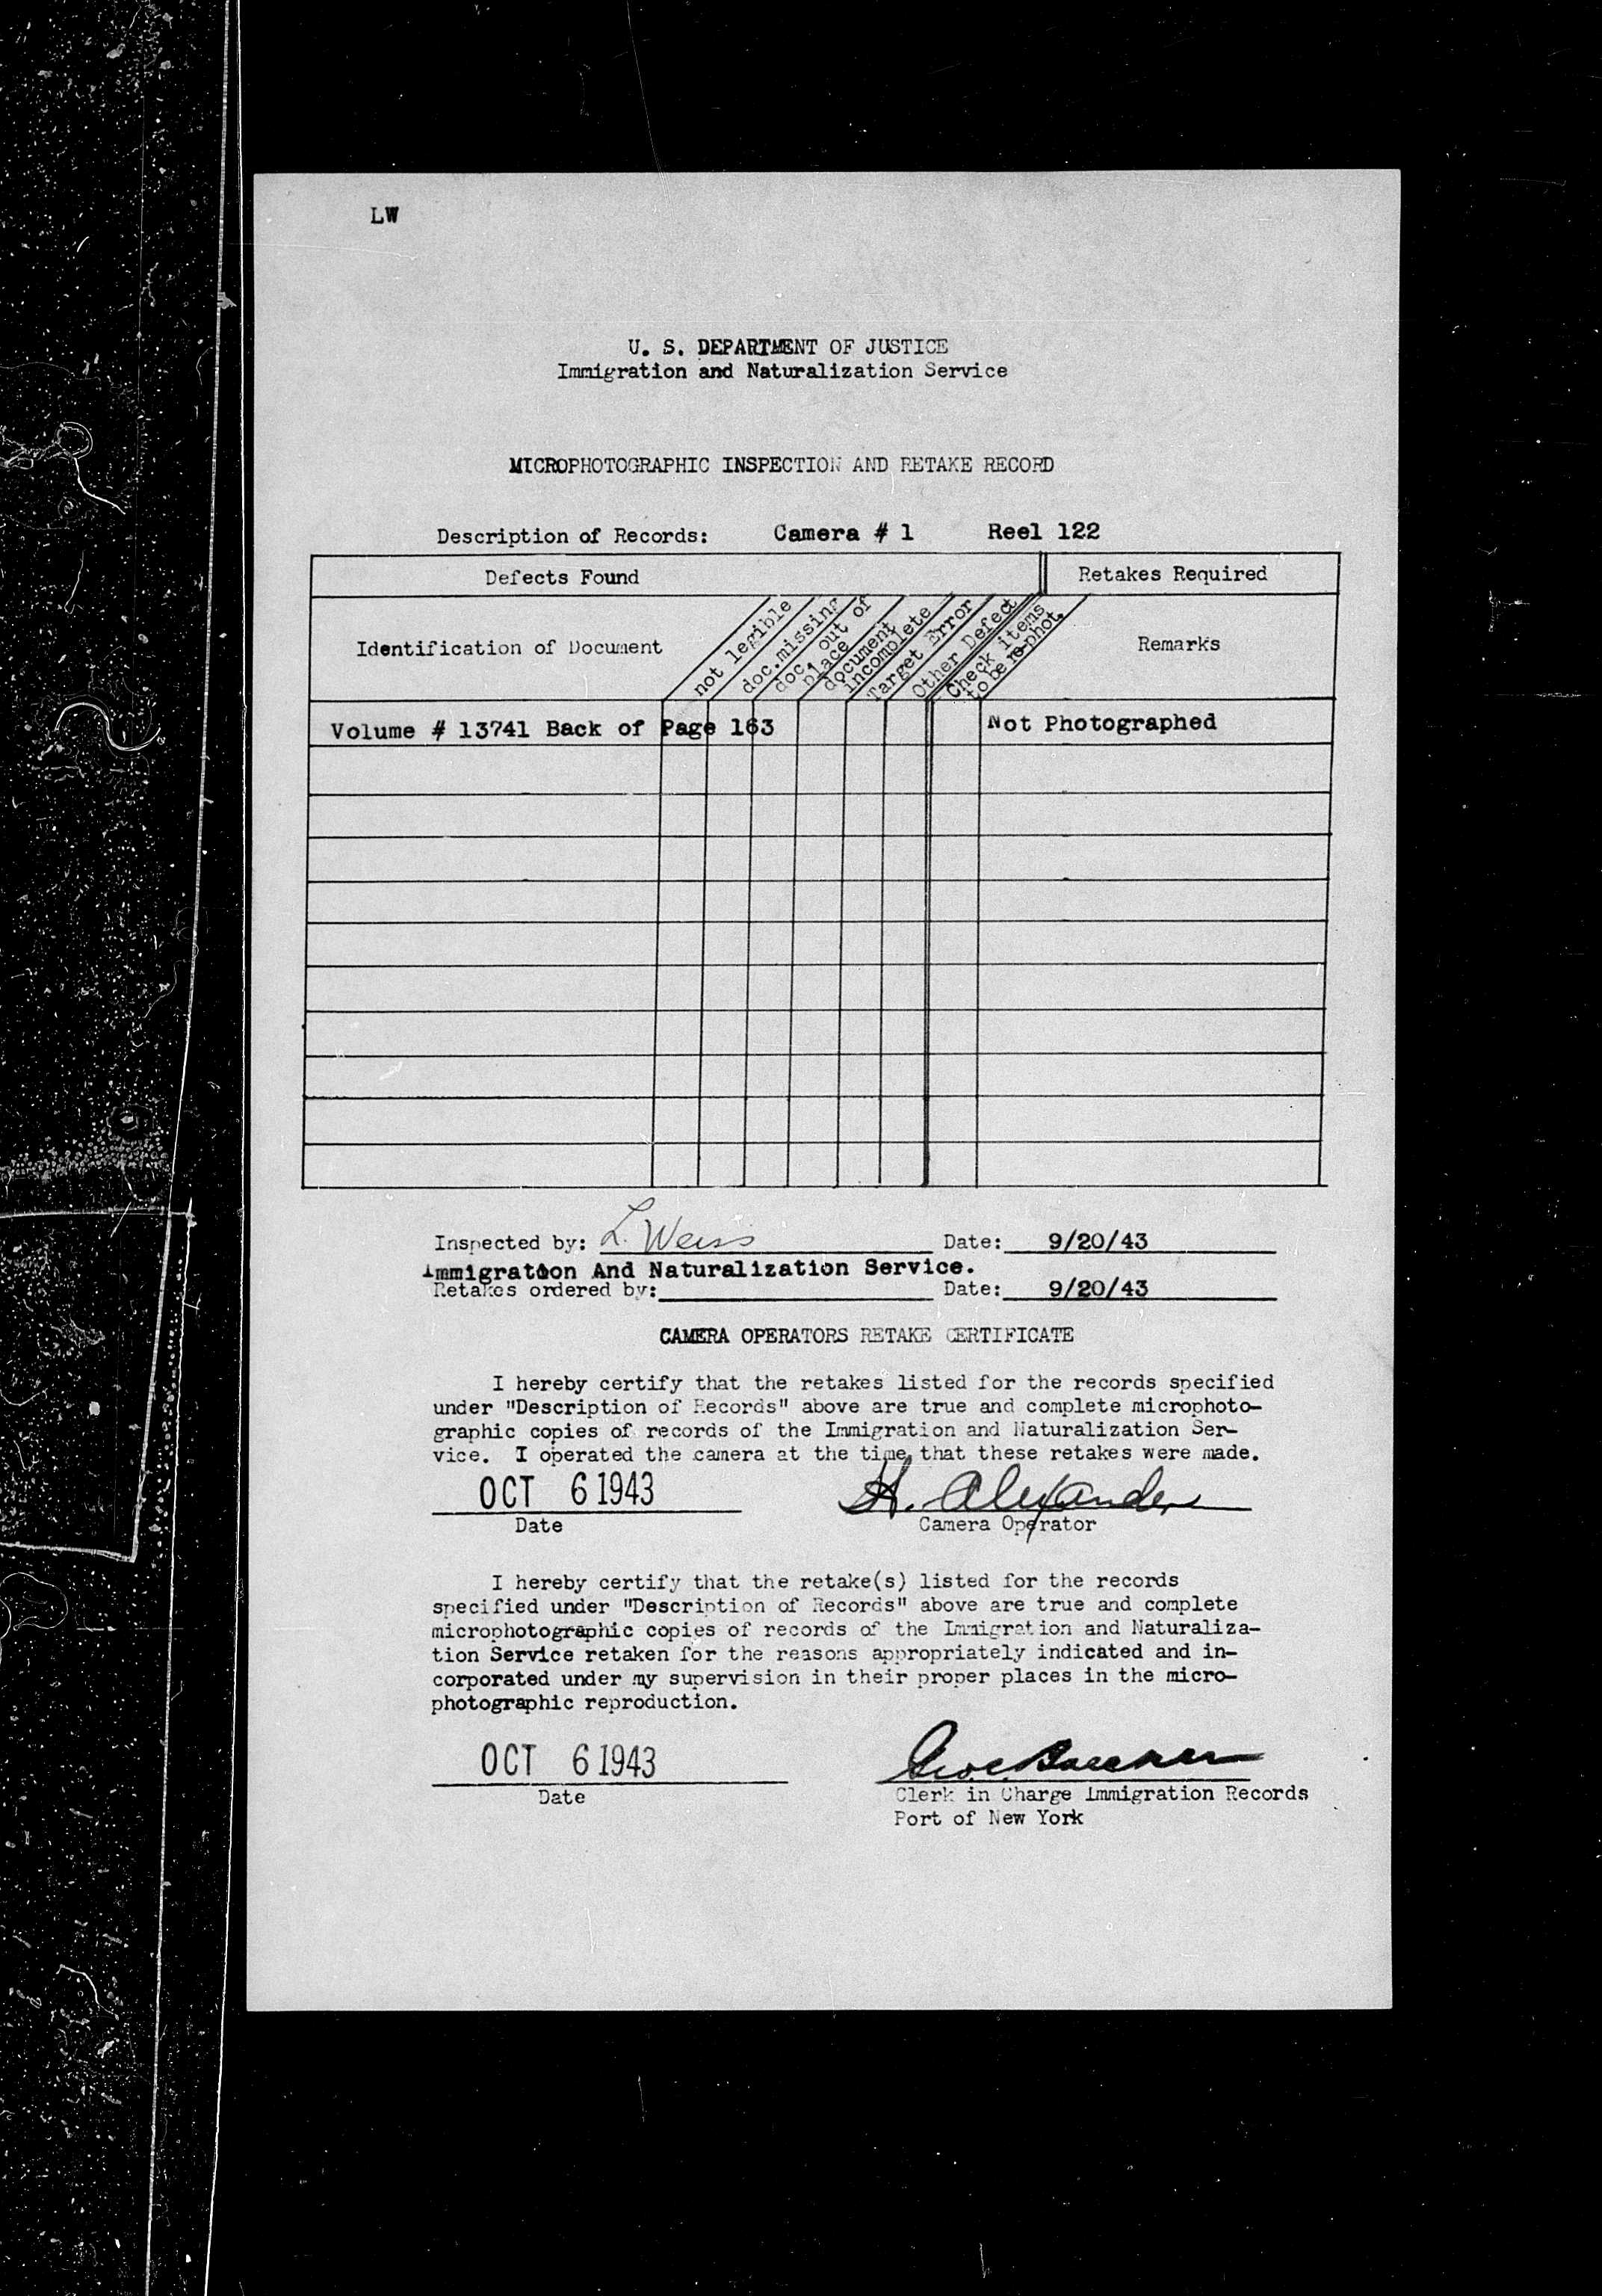 LW
U. S. DEPARTMENT OF JUSTICE
Immigration and Naturalization Service
MICROPHOTOGRAPHIC INSPECTION AND RETAKE RECORD
Description of Records: Camera # 1 Reel 122
Defects Found Retakes Required
Identification of Document
not legible
doc.missing
doc. out of
place
document
incomplete
Target Error
Other Defect
Check items
to be re-phot.
Remarks
Volume # 13741 Back of Page 163 Not Photographed
Inspected by: L. Weiss Date: 9/20/43
Immigration And Naturalization Service.
Retakes ordered by: Date: 9/20/43
CAMERA OPERATORS RETAKE CERTIFICATE
I hereby certify that the retakes listed for the records specified
under "Description of Records" above are true and complete microphoto-
graphic copies of records of the Immigration and Naturalization Ser-
vice. I operated the camera at the time that these retakes were made.
OCT 6 1943 H. Alexander
Date Camera Operator
I hereby certify that the retake(s) listed for the records
specified under "Description of Records" above are true and complete
microphotographic copies of records of the Immigration and Naturaliza-
tion Service retaken for the reasons appropriately indicated and in-
corporated under my supervision in their proper places in the micro-
photographic reproduction.
OCT 6 1943
Date Clerk in Charge Immigration Records
Port of New York